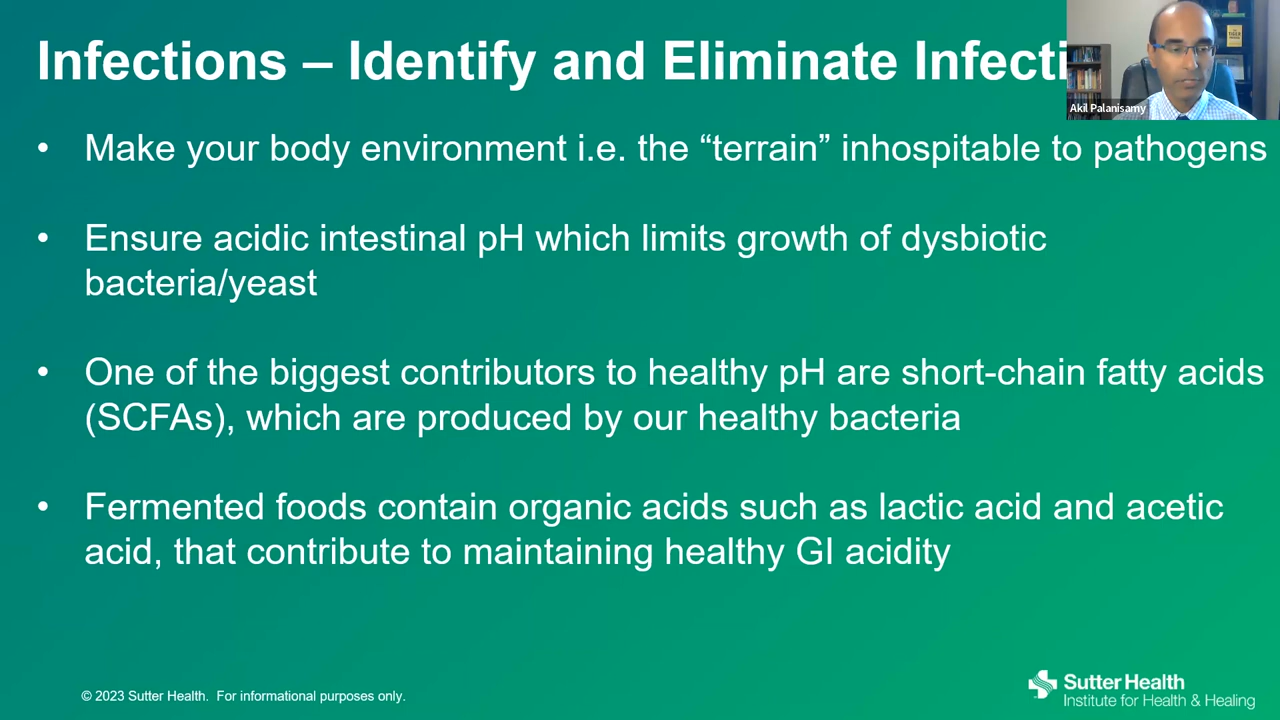 Infections – Identify and Eliminate Infecti
Akil Palanisamy
• Make your body environment i.e. the “terrain” inhospitable to pathogens
• Ensure acidic intestinal pH which limits growth of dysbiotic
bacteria/yeast
• One of the biggest contributors to healthy pH are short-chain fatty acids
(SCFAs), which are produced by our healthy bacteria
• Fermented foods contain organic acids such as lactic acid and acetic
acid, that contribute to maintaining healthy GI acidity
© 2023 Sutter Health. For informational purposes only.
Sutter Health
Institute for Health & Healing